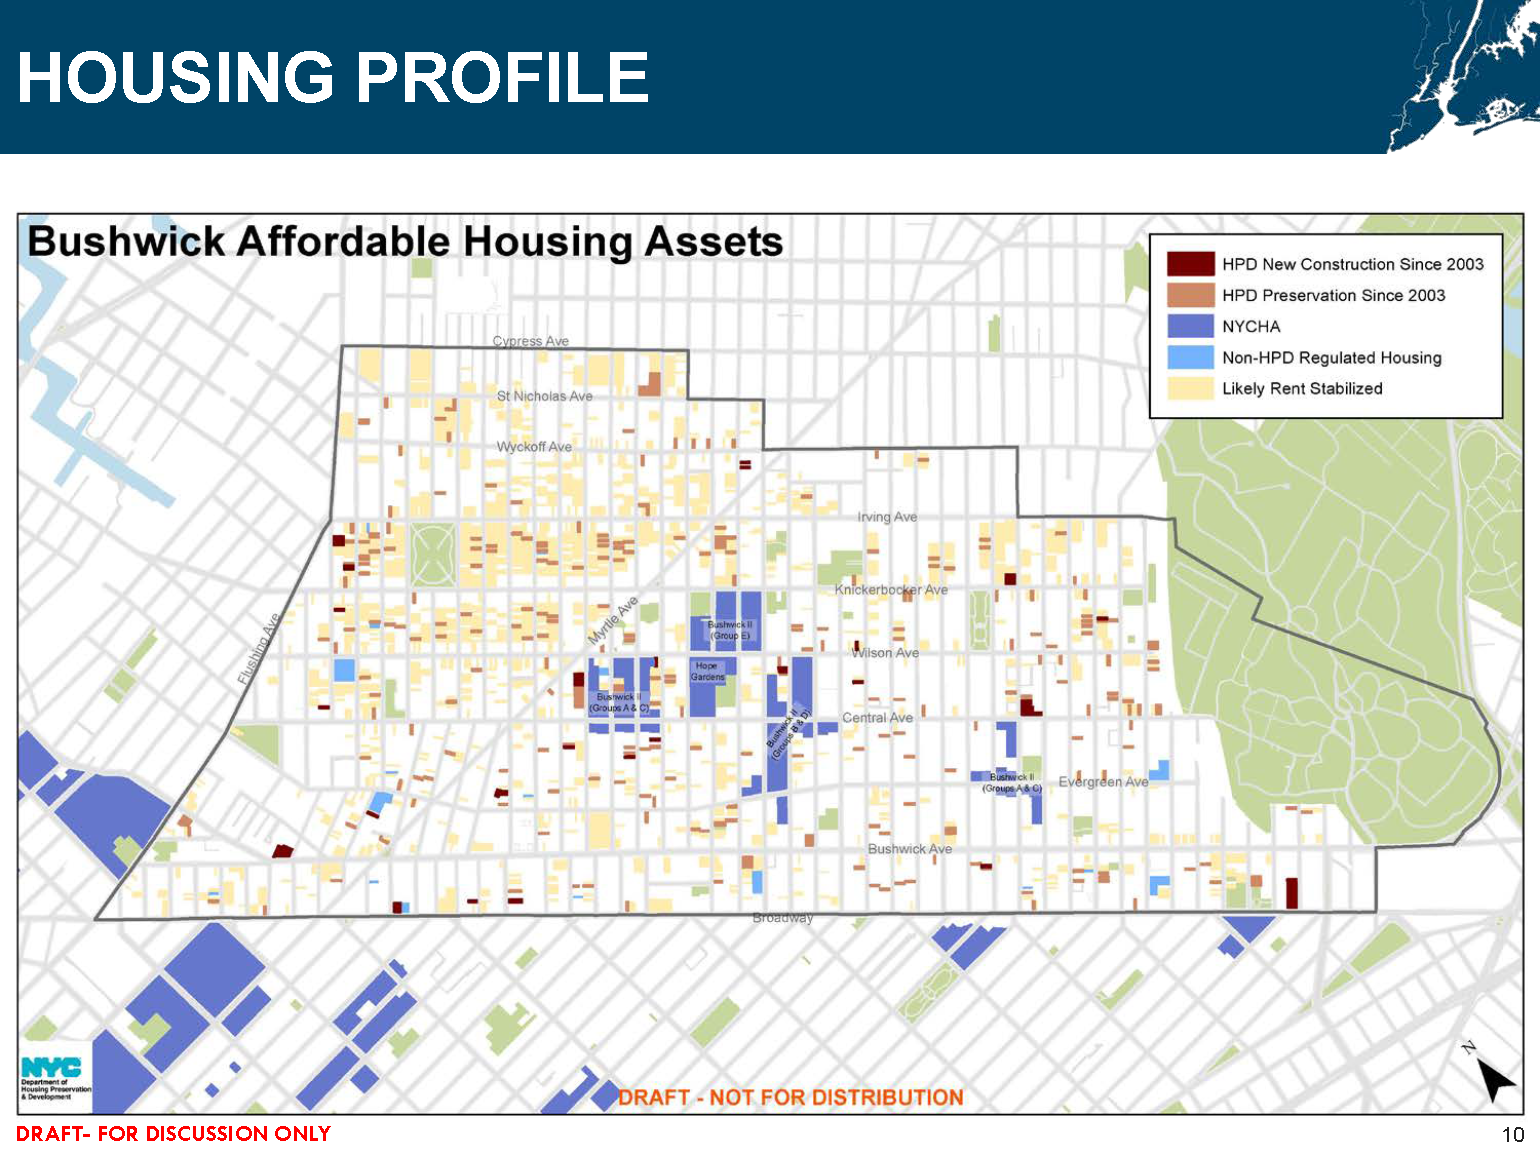 HOUSING PROFILE
Bushwick Affordable Housing Assets
HPD New Construction Since 2003
HPD Preservation Since 2003
NYCHA
Non-HPD Regulated Housing
Likely Rent Stabilized
Cypress Ave
St Nicholas Ave
Wyckoff Ave
Irving Ave
Knickerbocker Ave
Myrtle Ave
Flushing Ave
Bushwick II
(Group E)
Wilson Ave
Hope
Gardens
Bushwick II
(Groups A & C)
Bushwick II
(Groups B & D)
Central Ave
Bushwick II
(Groups A & C)
Evergreen Ave
Bushwick Ave
Broadway
N
NYC
Department of
Housing Preservation
& Development
DRAFT - NOT FOR DISTRIBUTION
DRAFT- FOR DISCUSSION ONLY
10